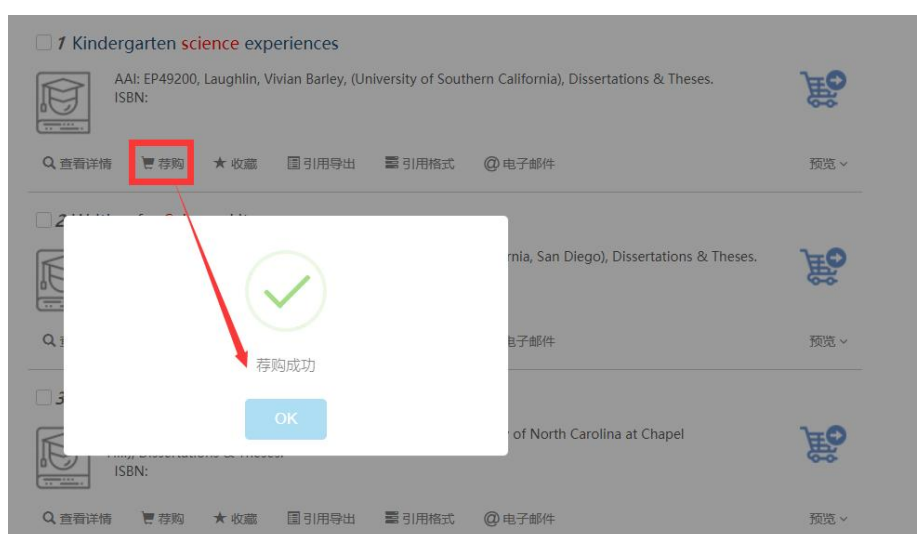 1 Kindergarten science experiences
AAI: EP49200, Laughlin, Vivian Barley, (University of Southern California), Dissertations & Theses.
ISBN:
查看详情 荐购 收藏 引用导出 引用格式 电子邮件 预览
2
rnia, San Diego), Dissertations & Theses.
荐购成功
OK
电子邮件 预览
3
of North Carolina at Chapel
ISBN:
查看详情 荐购 收藏 引用导出 引用格式 电子邮件 预览